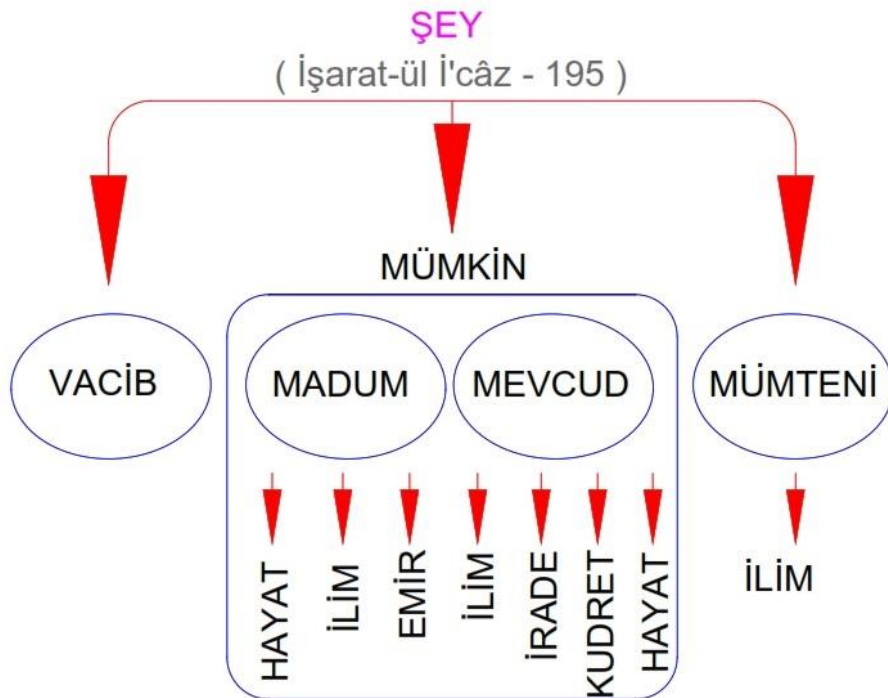 ŞEY
( İşarat-ül İ'câz - 195 )
MÜMKİN
VACİB
MADUM
MEVCUD
MÜMTENİ
HAYAT
İLİM
EMİR
İLİM
İRADE
KUDRET
HAYAT
İLİM